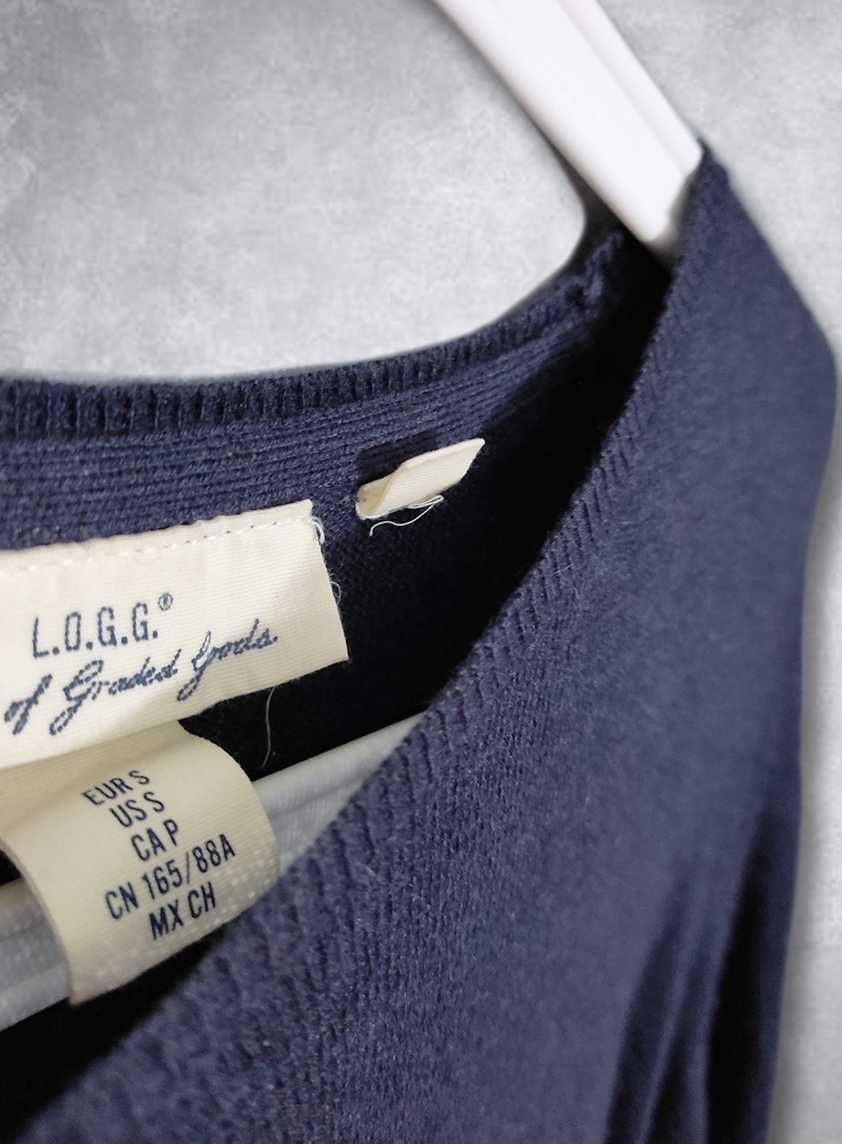 L.O.G.G.®
of Graded Goods.
EUR S
US S
CA P
CN 165/88A
MX CH